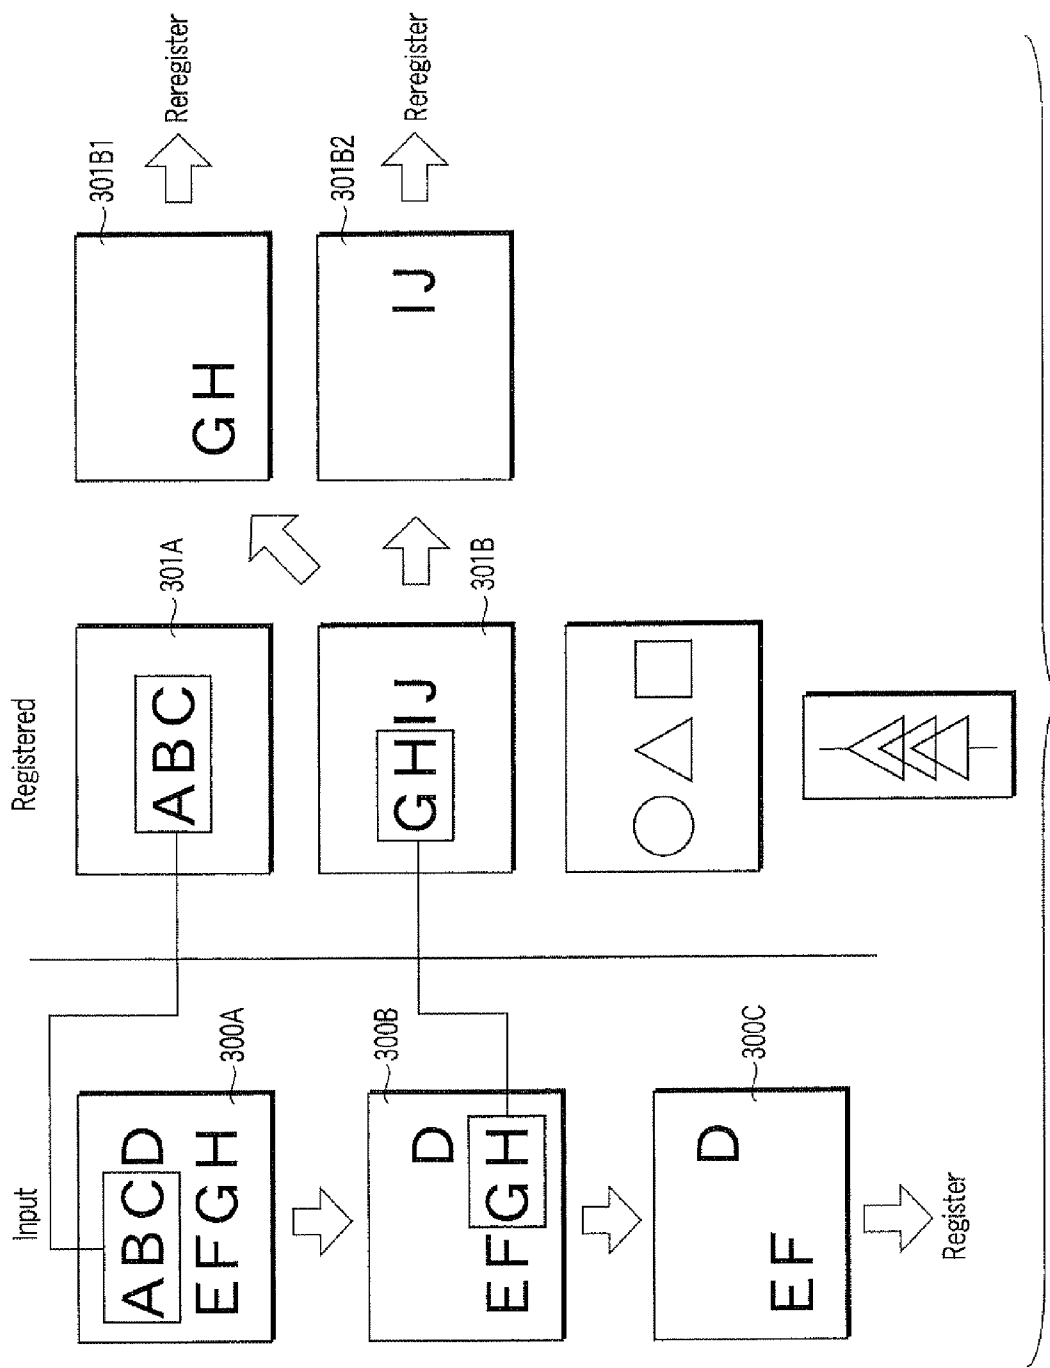 Input
Registered
ABCD
EFGH
300A
ABC
301A
GH
301B1
Reregister
D
EFGH
300B
GHIJ
301B
IJ
301B2
Reregister
D
EF
300C
Register